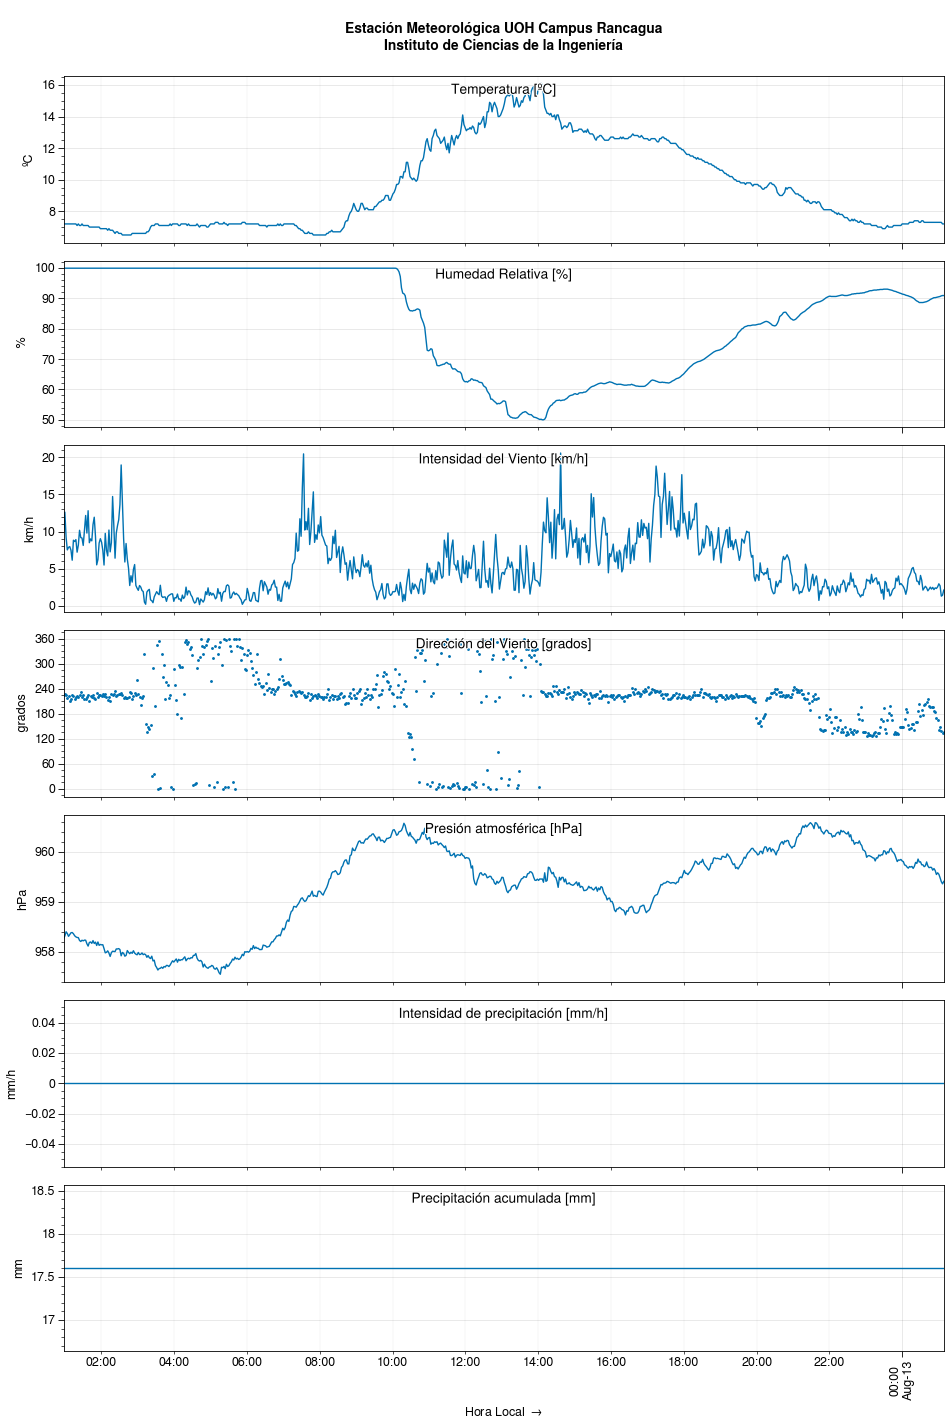 Estación Meteorológica UOH Campus Rancagua
Instituto de Ciencias de la Ingeniería
Temperatura [ºC]
ºC
16
14
12
10
8
Humedad Relativa [%]
%
100
90
80
70
60
50
Intensidad del Viento [km/h]
km/h
20
15
10
5
0
Dirección del Viento [grados]
grados
360
300
240
180
120
60
0
Presión atmosférica [hPa]
hPa
960
959
958
Intensidad de precipitación [mm/h]
mm/h
0.04
0.02
0
−0.02
−0.04
Precipitación acumulada [mm]
mm
18.5
18
17.5
17
02:00 04:00 06:00 08:00 10:00 12:00 14:00 16:00 18:00 20:00 22:00 00:00
Aug-13
Hora Local →